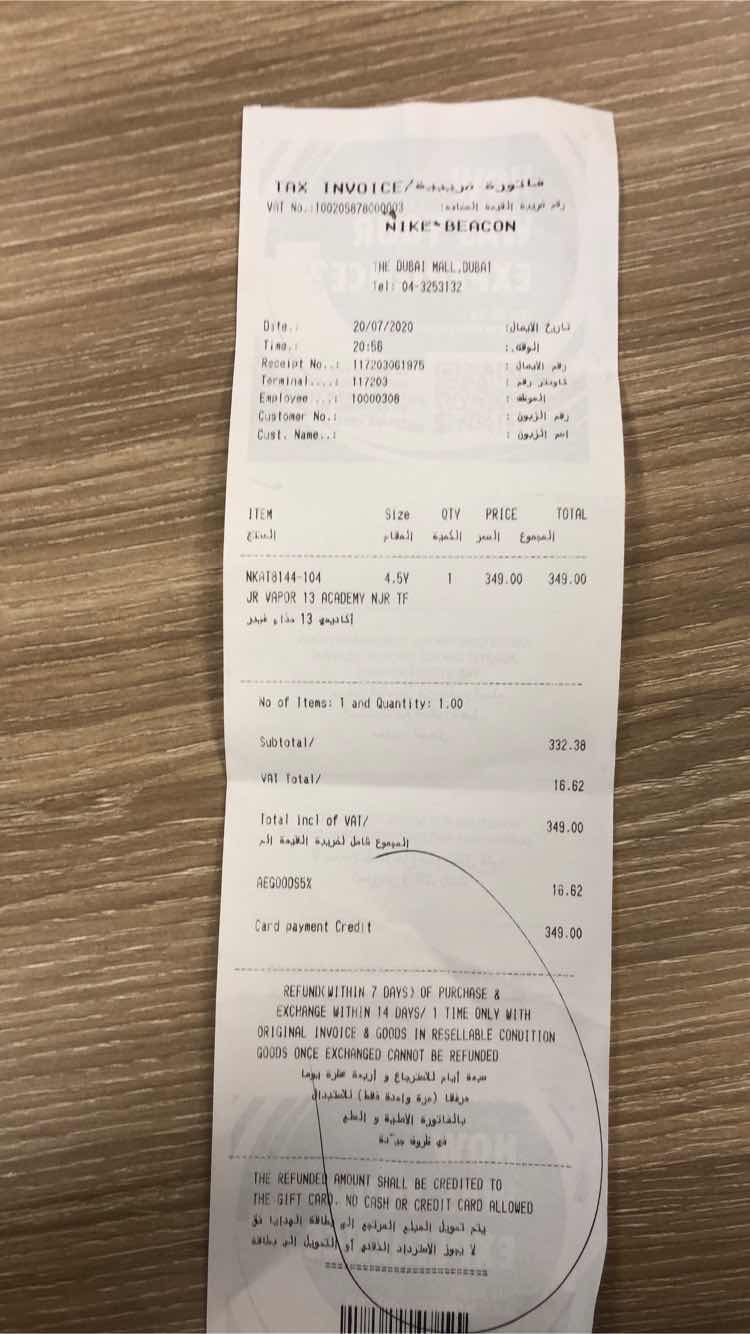 TAX INVOICE/فاتورة ضريبية
VAT No.:100205878000003 رقم ضريبة القيمة المضافة:
NIKE BEACON
THE DUBAI MALL,DUBAI
Tel: 04-3253132
Date.: 20/07/2020 تاريخ الايصال:
Time.: 20:56 الوقت:
Receipt No..: 117203061975 رقم الايصال :
Terminal....: 117203 كاونتر رقم :
Employee ...: 10000308 الموظف :
Customer No.: رقم الزبون :
Cust. Name..: اسم الزبون :
ITEM Size QTY PRICE TOTAL
المنتج المقاس الكمية السعر المجموع
NKAT8144-104 4.5Y 1 349.00 349.00
JR VAPOR 13 ACADEMY NJR TF
أكاديمي 13 حذاء فيبر
No of Items: 1 and Quantity: 1.00
Subtotal/ 332.38
VAT Total/ 16.62
Total incl of VAT/ 349.00
المجموع شامل لضريبة القيمة الم
AEGOODS5% 16.62
Card payment Credit 349.00
REFUND(WITHIN 7 DAYS) OF PURCHASE &
EXCHANGE WITHIN 14 DAYS/ 1 TIME ONLY WITH
ORIGINAL INVOICE & GOODS IN RESELLABLE CONDITION
GOODS ONCE EXCHANGED CANNOT BE REFUNDED
سبعة أيام للاسترجاع و أربعة عشرة يوما
مرفقا (مرة واحدة فقط) للاستبدال
بالفاتورة الأصلية و السلع
في ظروف جيدة
THE REFUNDED AMOUNT SHALL BE CREDITED TO
THE GIFT CARD. NO CASH OR CREDIT CARD ALLOWED
يتم تمويل المبلغ المرتجع إلى بطاقة الهدايا فق
لا يجوز الاسترداد النقدي أو التمويل إلى بطاقة